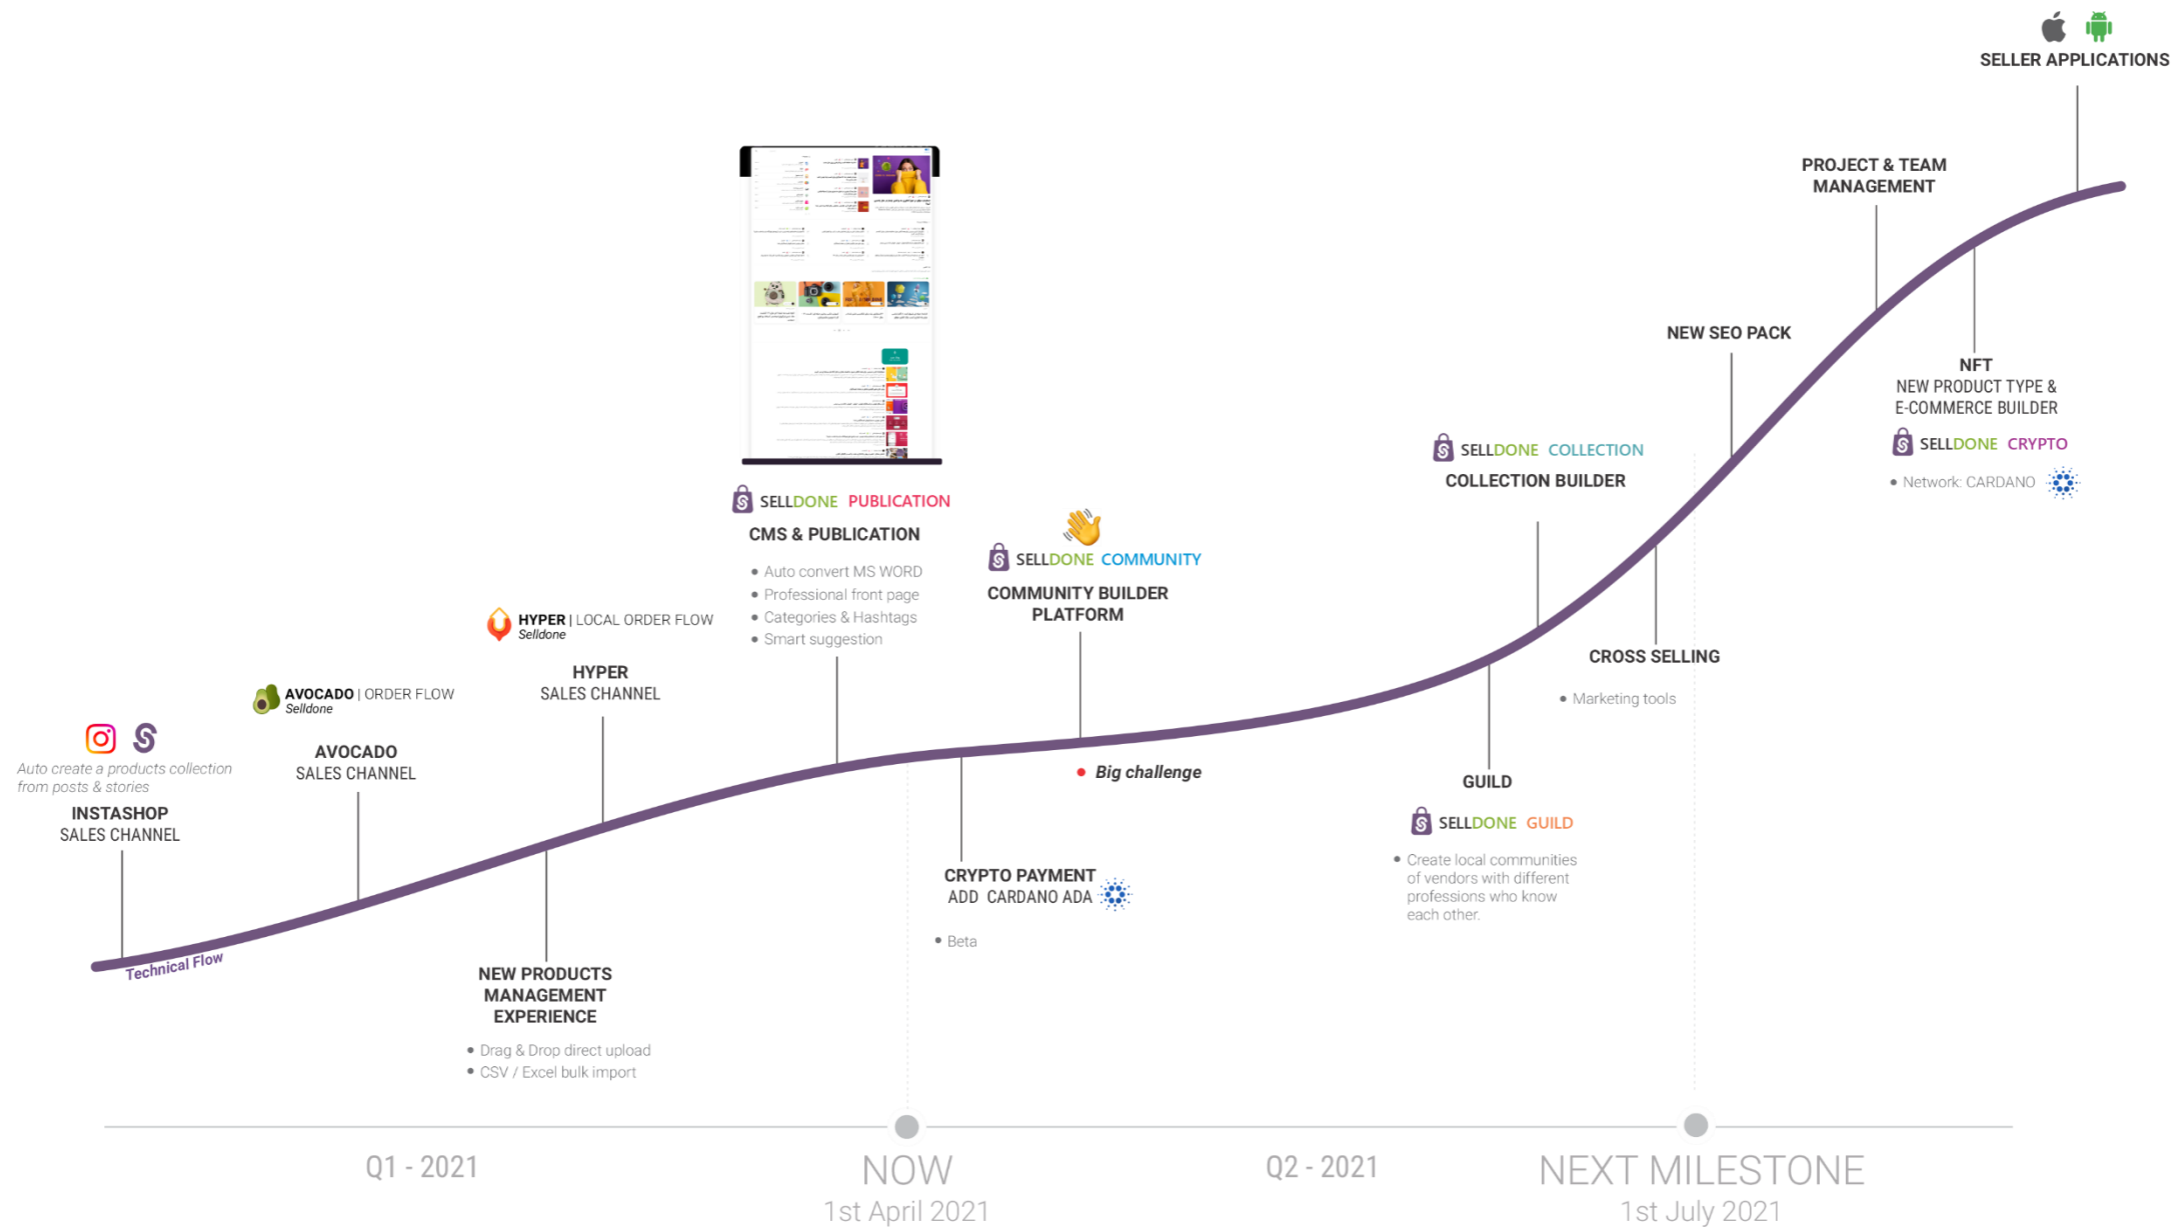 SELLER APPLICATIONS
PROJECT & TEAM
MANAGEMENT
NEW SEO PACK
NFT
NEW PRODUCT TYPE &
E-COMMERCE BUILDER
SELLDONE CRYPTO
• Network: CARDANO
SELLDONE COLLECTION
COLLECTION BUILDER
CROSS SELLING
• Marketing tools
GUILD
SELLDONE GUILD
• Create local communities
of vendors with different
professions who know
each other.
SELLDONE PUBLICATION
CMS & PUBLICATION
• Auto convert MS WORD
• Professional front page
• Categories & Hashtags
• Smart suggestion
SELLDONE COMMUNITY
COMMUNITY BUILDER
PLATFORM
• Big challenge
CRYPTO PAYMENT
ADD CARDANO ADA
• Beta
HYPER | LOCAL ORDER FLOW
Selldone
HYPER
SALES CHANNEL
AVOCADO | ORDER FLOW
Selldone
AVOCADO
SALES CHANNEL
Auto create a products collection
from posts & stories
INSTASHOP
SALES CHANNEL
Technical Flow
NEW PRODUCTS
MANAGEMENT
EXPERIENCE
• Drag & Drop direct upload
• CSV / Excel bulk import
Q1 - 2021
NOW
1st April 2021
Q2 - 2021
NEXT MILESTONE
1st July 2021